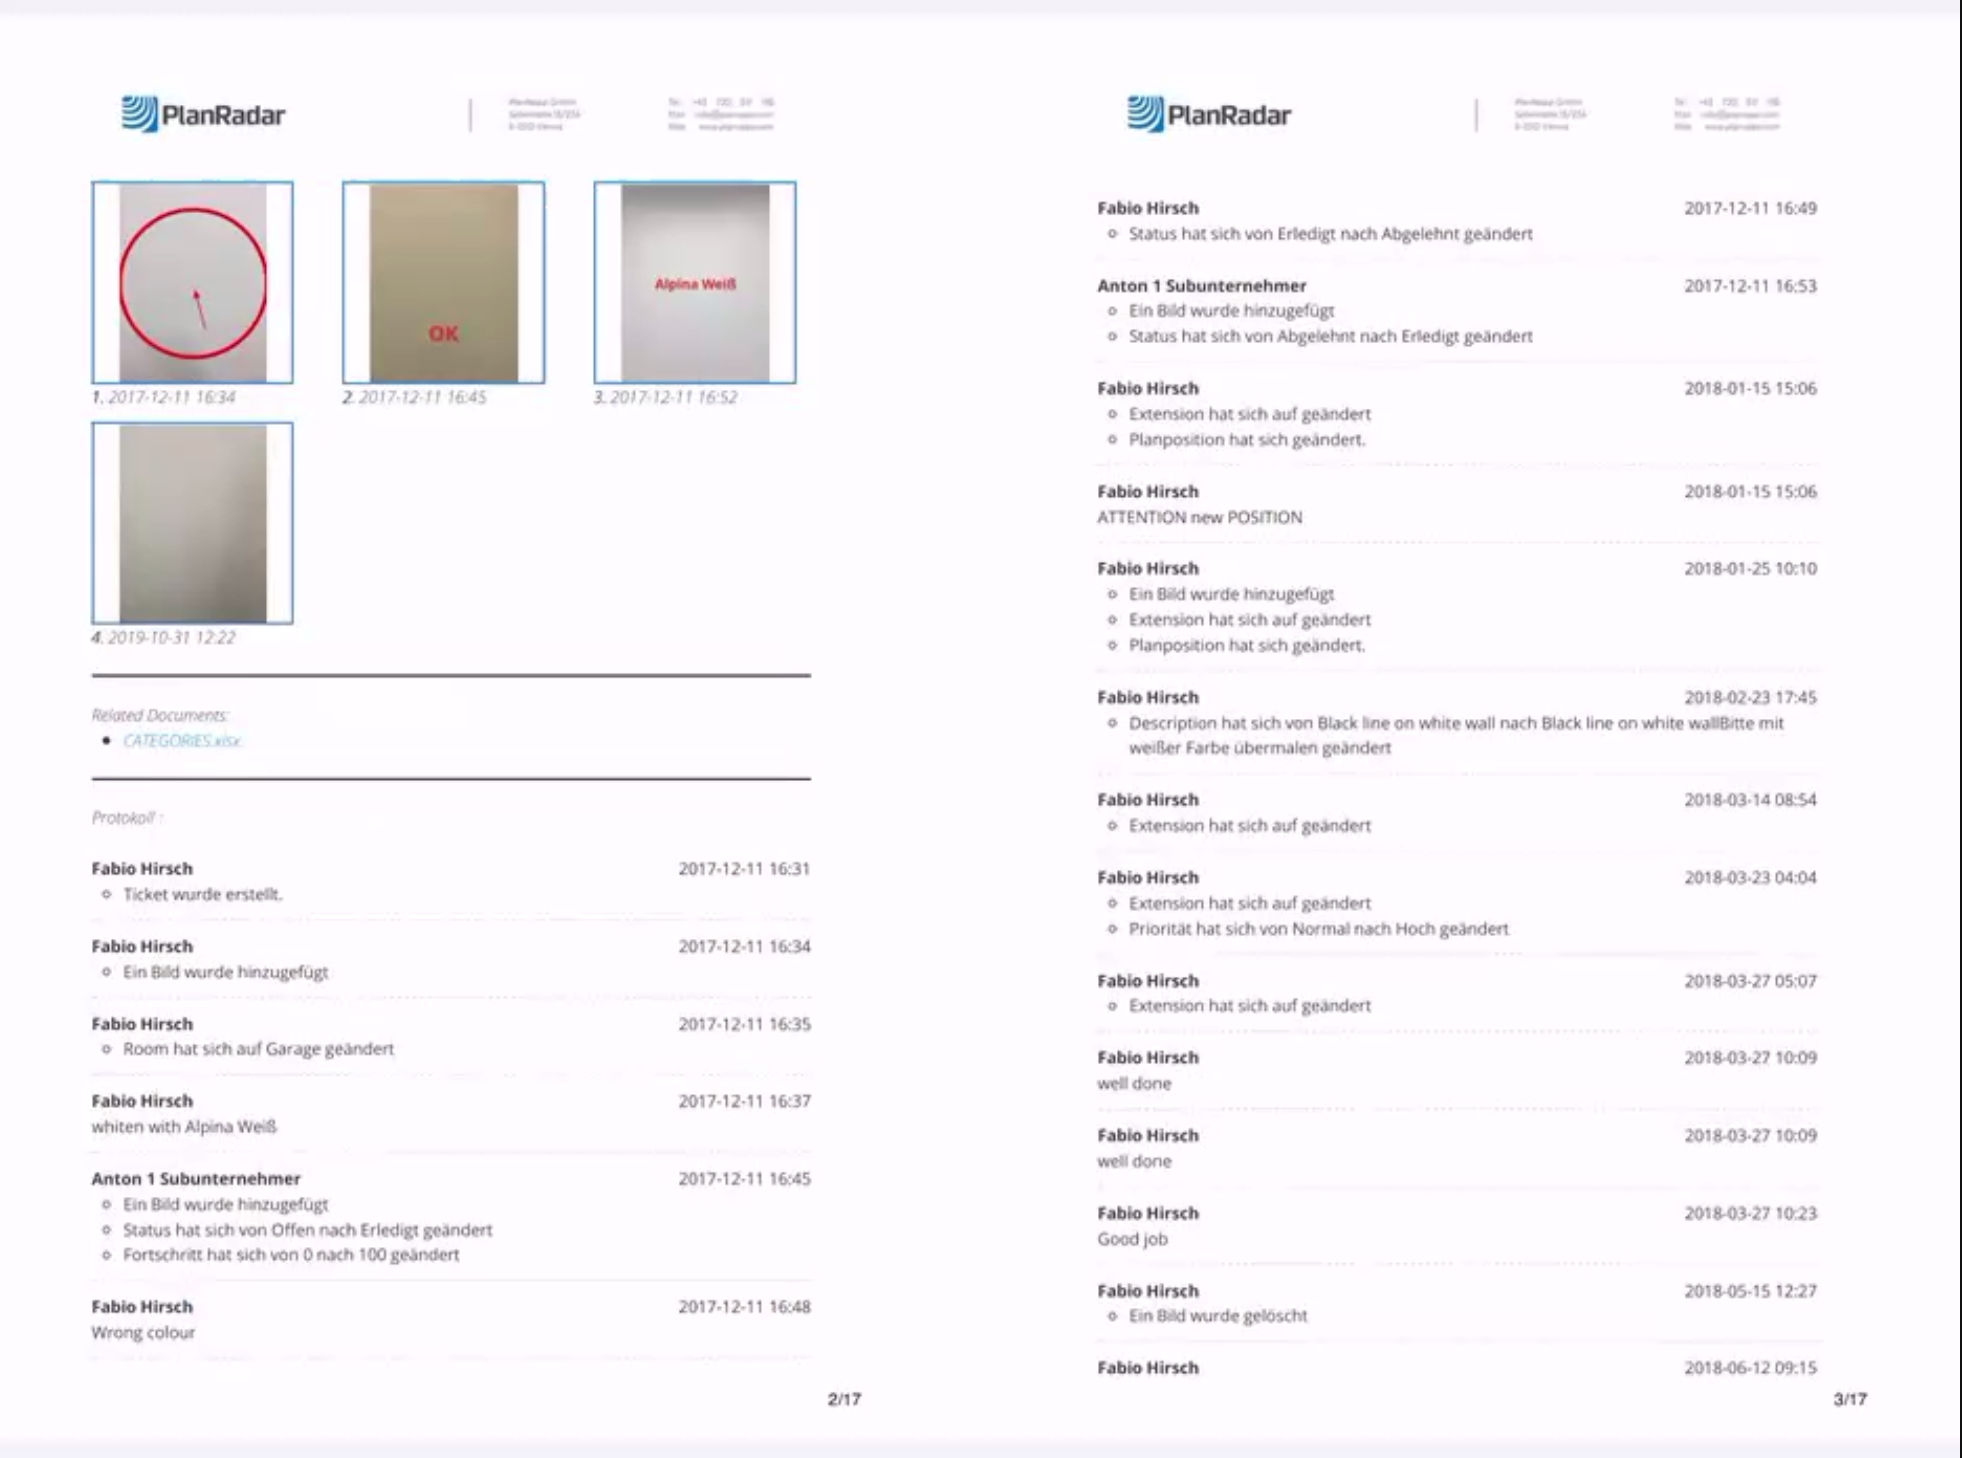 PlanRadar
OK
Alpina Weiß
1. 2017-12-11 16:34
2. 2017-12-11 16:45
3. 2017-12-11 16:52
4. 2019-10-31 12:22
Related Documents:
• CATEGORIES.xlsx
Protokoll :
Fabio Hirsch 2017-12-11 16:31
Ticket wurde erstellt.
Fabio Hirsch 2017-12-11 16:34
Ein Bild wurde hinzugefügt
Fabio Hirsch 2017-12-11 16:35
Room hat sich auf Garage geändert
Fabio Hirsch 2017-12-11 16:37
whiten with Alpina Weiß
Anton 1 Subunternehmer 2017-12-11 16:45
Ein Bild wurde hinzugefügt
Status hat sich von Offen nach Erledigt geändert
Fortschritt hat sich von 0 nach 100 geändert
Fabio Hirsch 2017-12-11 16:48
Wrong colour
2/17
PlanRadar
Fabio Hirsch 2017-12-11 16:49
Status hat sich von Erledigt nach Abgelehnt geändert
Anton 1 Subunternehmer 2017-12-11 16:53
Ein Bild wurde hinzugefügt
Status hat sich von Abgelehnt nach Erledigt geändert
Fabio Hirsch 2018-01-15 15:06
Extension hat sich auf geändert
Planposition hat sich geändert.
Fabio Hirsch 2018-01-15 15:06
ATTENTION new POSITION
Fabio Hirsch 2018-01-25 10:10
Ein Bild wurde hinzugefügt
Extension hat sich auf geändert
Planposition hat sich geändert.
Fabio Hirsch 2018-02-23 17:45
Description hat sich von Black line on white wall nach Black line on white wallBitte mit
weißer Farbe übermalen geändert
Fabio Hirsch 2018-03-14 08:54
Extension hat sich auf geändert
Fabio Hirsch 2018-03-23 04:04
Extension hat sich auf geändert
Priorität hat sich von Normal nach Hoch geändert
Fabio Hirsch 2018-03-27 05:07
Extension hat sich auf geändert
Fabio Hirsch 2018-03-27 10:09
well done
Fabio Hirsch 2018-03-27 10:09
well done
Fabio Hirsch 2018-03-27 10:23
Good job
Fabio Hirsch 2018-05-15 12:27
Ein Bild wurde gelöscht
Fabio Hirsch 2018-06-12 09:15
3/17